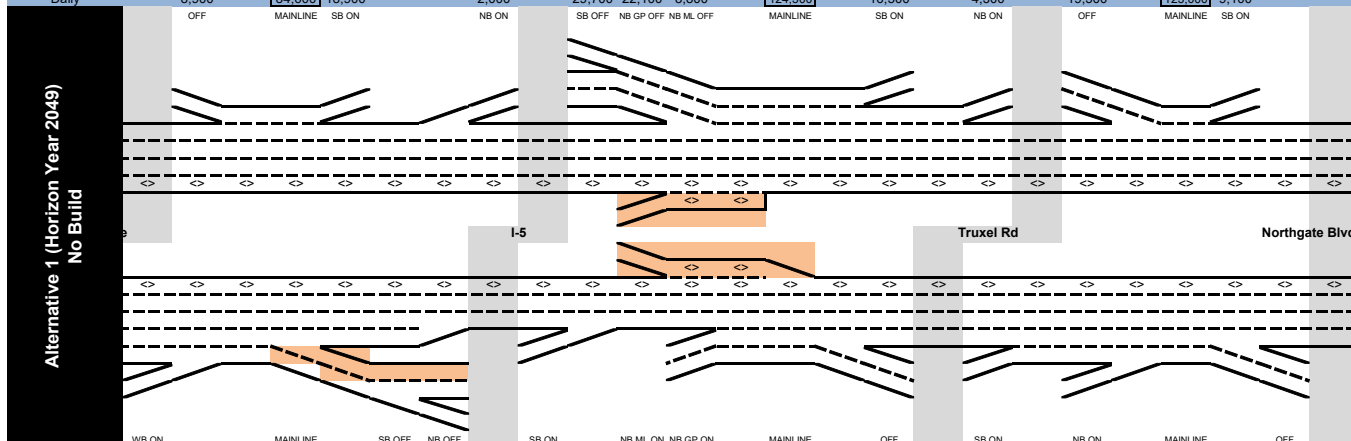 Daily
OFF MAINLINE SB ON NB ON SB OFF NB GP OFF NB ML OFF MAINLINE SB ON NB ON OFF MAINLINE SB ON
Alternative 1 (Horizon Year 2049)
No Build
<> <> <> <> <> <> <> <> <> <> <> <> <> <> <> <> <> <> <> <> <> <> <> <> <>
<> <>
I-5 Truxel Rd Northgate Blvd
<> <>
<> <> <> <> <> <> <> <> <> <> <> <> <> <> <> <> <> <> <> <> <> <> <> <> <>
WB ON MAINLINE SB OFF NB OFF SB ON NB ML ON NB GP ON MAINLINE OFF SB ON NB ON MAINLINE OFF